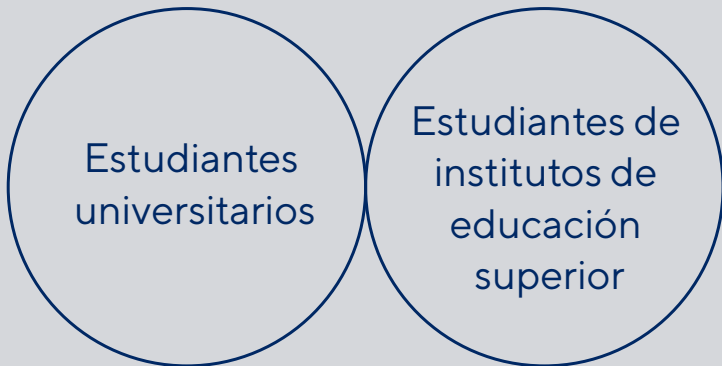 Estudiantes
universitarios
Estudiantes de
institutos de
educación
superior